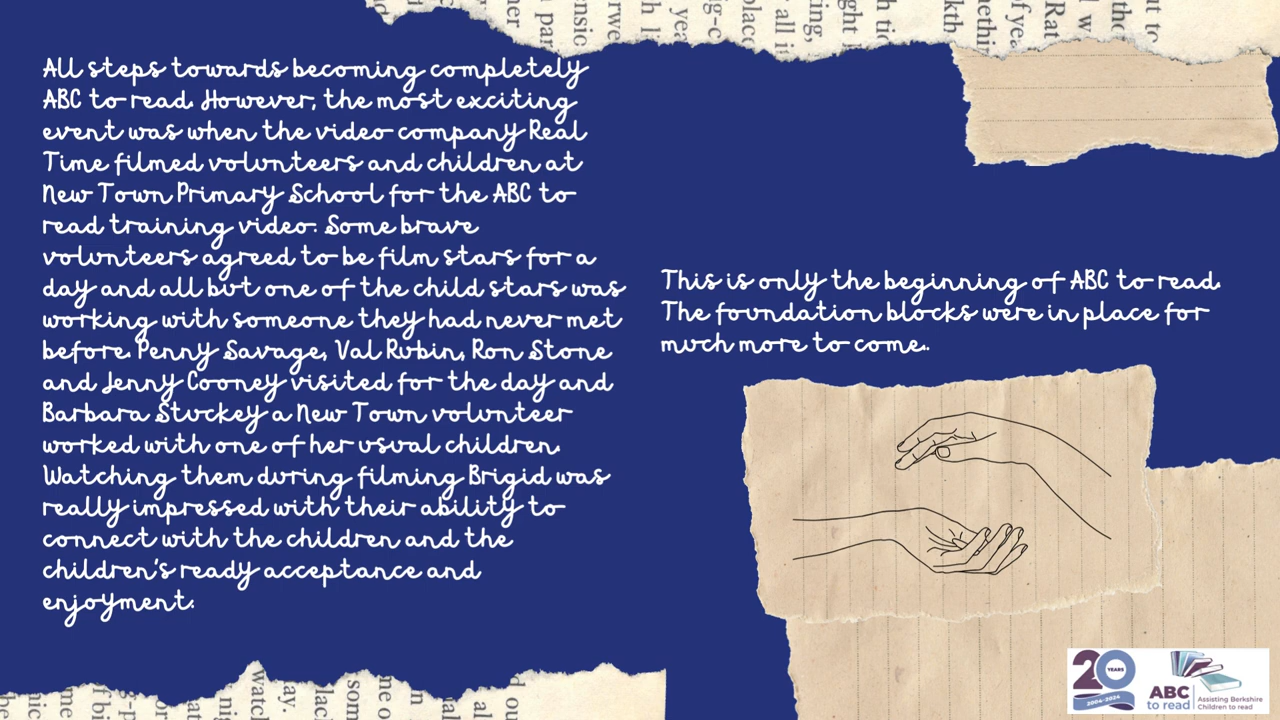 All steps towards becoming completely
ABC to read. However, the most exciting
event was when the video company Real
Time filmed volunteers and children at
New Town Primary School for the ABC to
read training video. Some brave
volunteers agreed to be film stars for a
day and all but one of the child stars was
working with someone they had never met
before. Penny Savage, Val Rubin, Ron Stone
and Jenny Cooney visited for the day and
Barbara Stuckey a New Town volunteer
worked with one of her usual children.
Watching them during filming Brigid was
really impressed with their ability to
connect with the children and the
children's ready acceptance and
enjoyment.
This is only the beginning of ABC to read.
The foundation blocks were in place for
much more to come..
20 YEARS
2004-2024
ABC
to read
Assisting Berkshire
Children to read